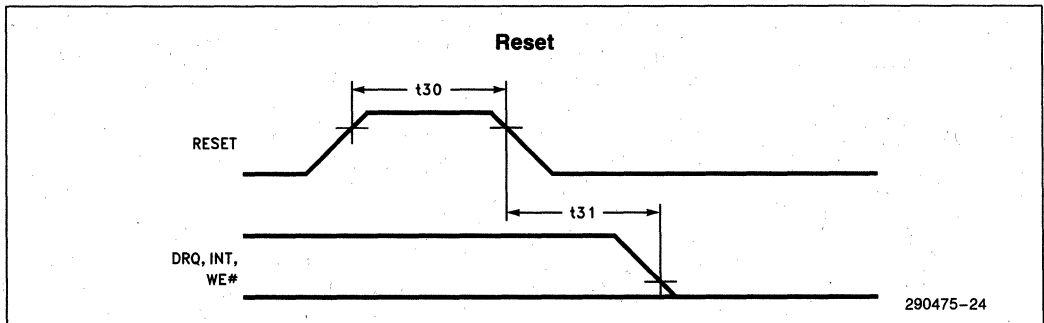 Reset
t30
RESET
t31
DRQ, INT,
WE#
290475-24